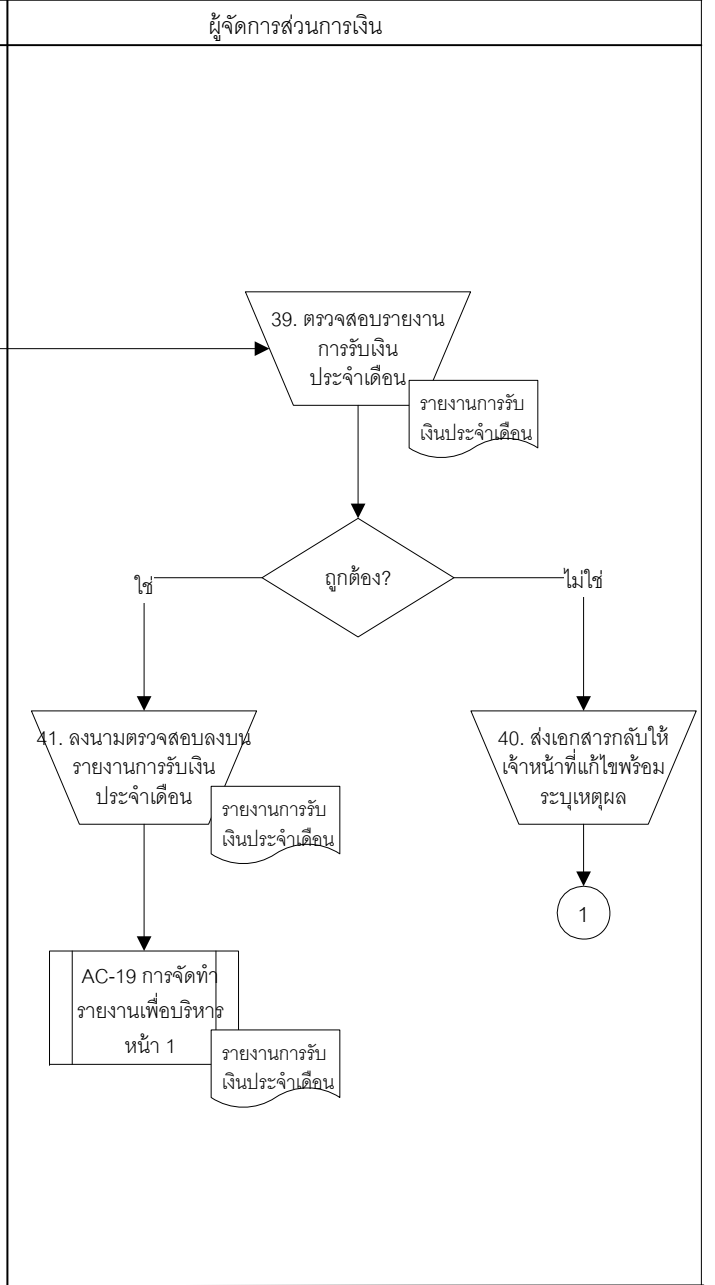 ผู้จัดการส่วนการเงิน
39. ตรวจสอบรายงาน
การรับเงิน
ประจำเดือน
รายงานการรับ
เงินประจำเดือน
ถูกต้อง?
ใช่
ไม่ใช่
41. ลงนามตรวจสอบลงบน
รายงานการรับเงิน
ประจำเดือน
รายงานการรับ
เงินประจำเดือน
40. ส่งเอกสารกลับให้
เจ้าหน้าที่แก้ไขพร้อม
ระบุเหตุผล
1
AC-19 การจัดทำ
รายงานเพื่อบริหาร
หน้า 1
รายงานการรับ
เงินประจำเดือน